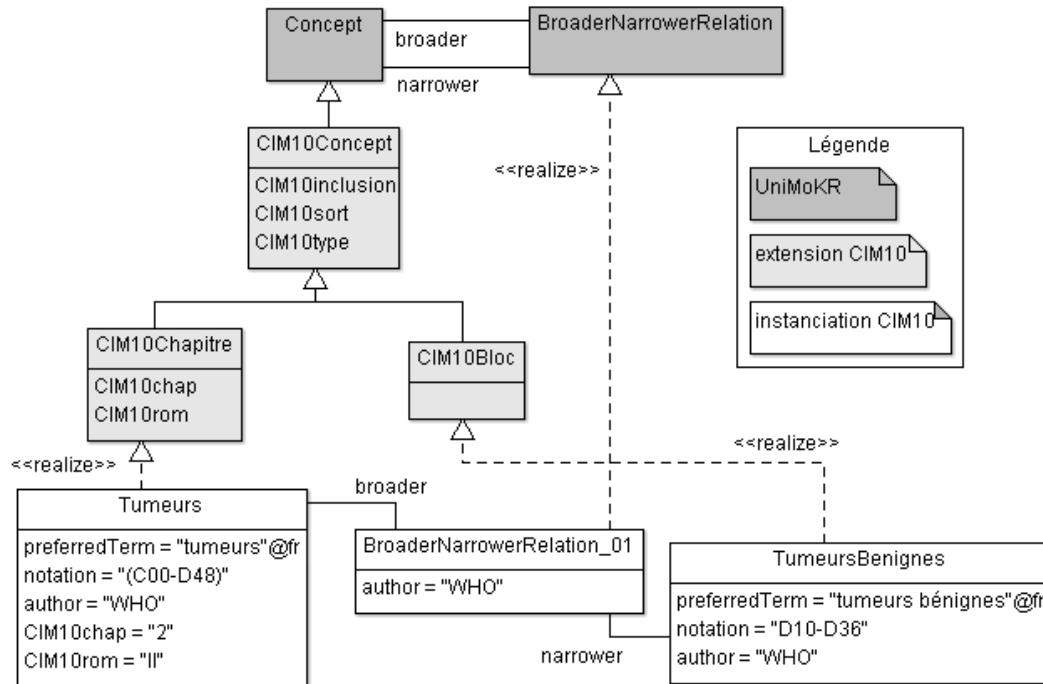 Concept
broader
narrower
BroaderNarrowerRelation
CIM10Concept
CIM10inclusion
CIM10sort
CIM10type
<<realize>>
Légende
UniMoKR
extension CIM10
instanciation CIM10
CIM10Chapitre
CIM10chap
CIM10rom
CIM10Bloc
<<realize>>
<<realize>>
Tumeurs
preferredTerm = "tumeurs"@fr
notation = "(C00-D48)"
author = "WHO"
CIM10chap = "2"
CIM10rom = "II"
broader
BroaderNarrowerRelation_01
author = "WHO"
narrower
TumeursBenignes
preferredTerm = "tumeurs bénignes"@fr
notation = "D10-D36"
author = "WHO"